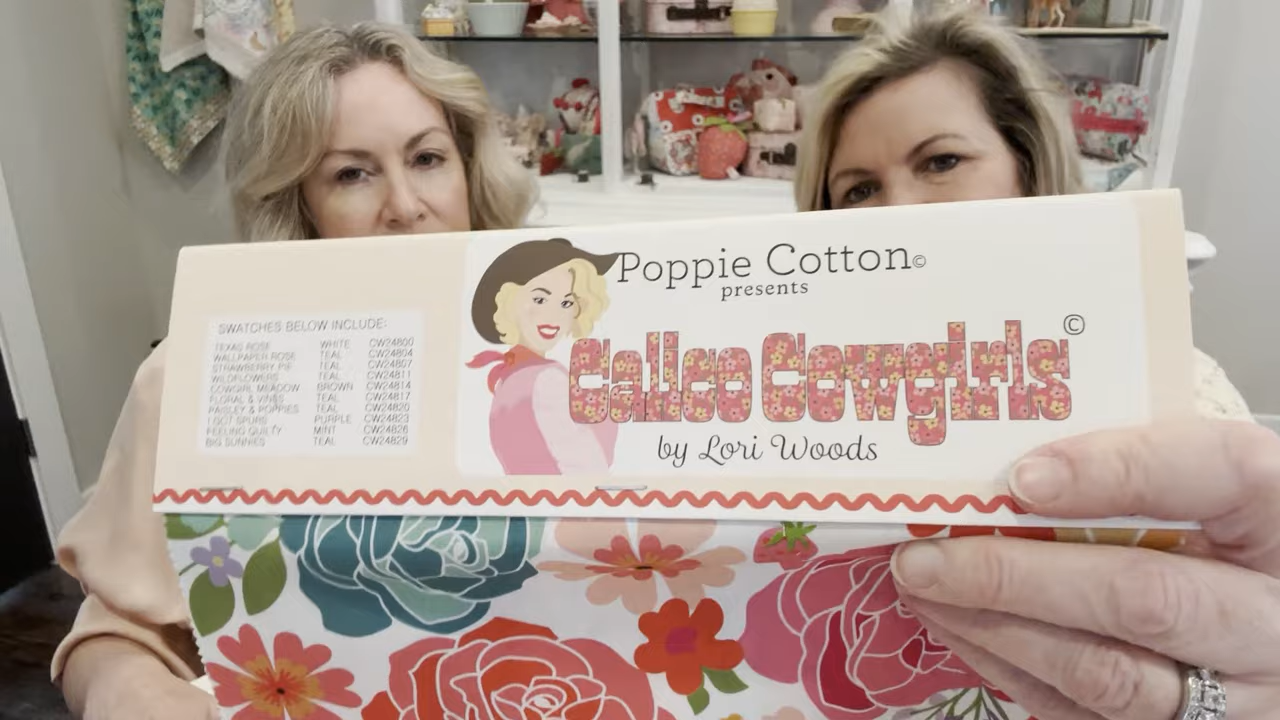 SWATCHES BELOW INCLUDE:
TEXAS ROSE WHITE CW24800
WALLPAPER ROSE TEAL CW24804
STRAWBERRY PIE TEAL CW24807
WILDFLOWERS TEAL CW24811
COWGIRL MEADOW BROWN CW24814
FLORAL & VINES TEAL CW24817
PAISLEY & POPPIES TEAL CW24820
I GOT SPURS PURPLE CW24823
FEELING QUILTY MINT CW24826
BIG SUNNIES TEAL CW24829
Poppie Cotton©
presents
Calico Cowgirls©
by Lori Woods